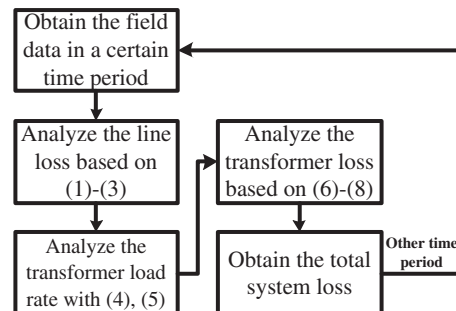 Obtain the field
data in a certain
time period
Analyze the line
loss based on
(1)-(3)
Analyze the
transformer load
rate with (4), (5)
Analyze the
transformer loss
based on (6)-(8)
Obtain the total
system loss
Other time
period